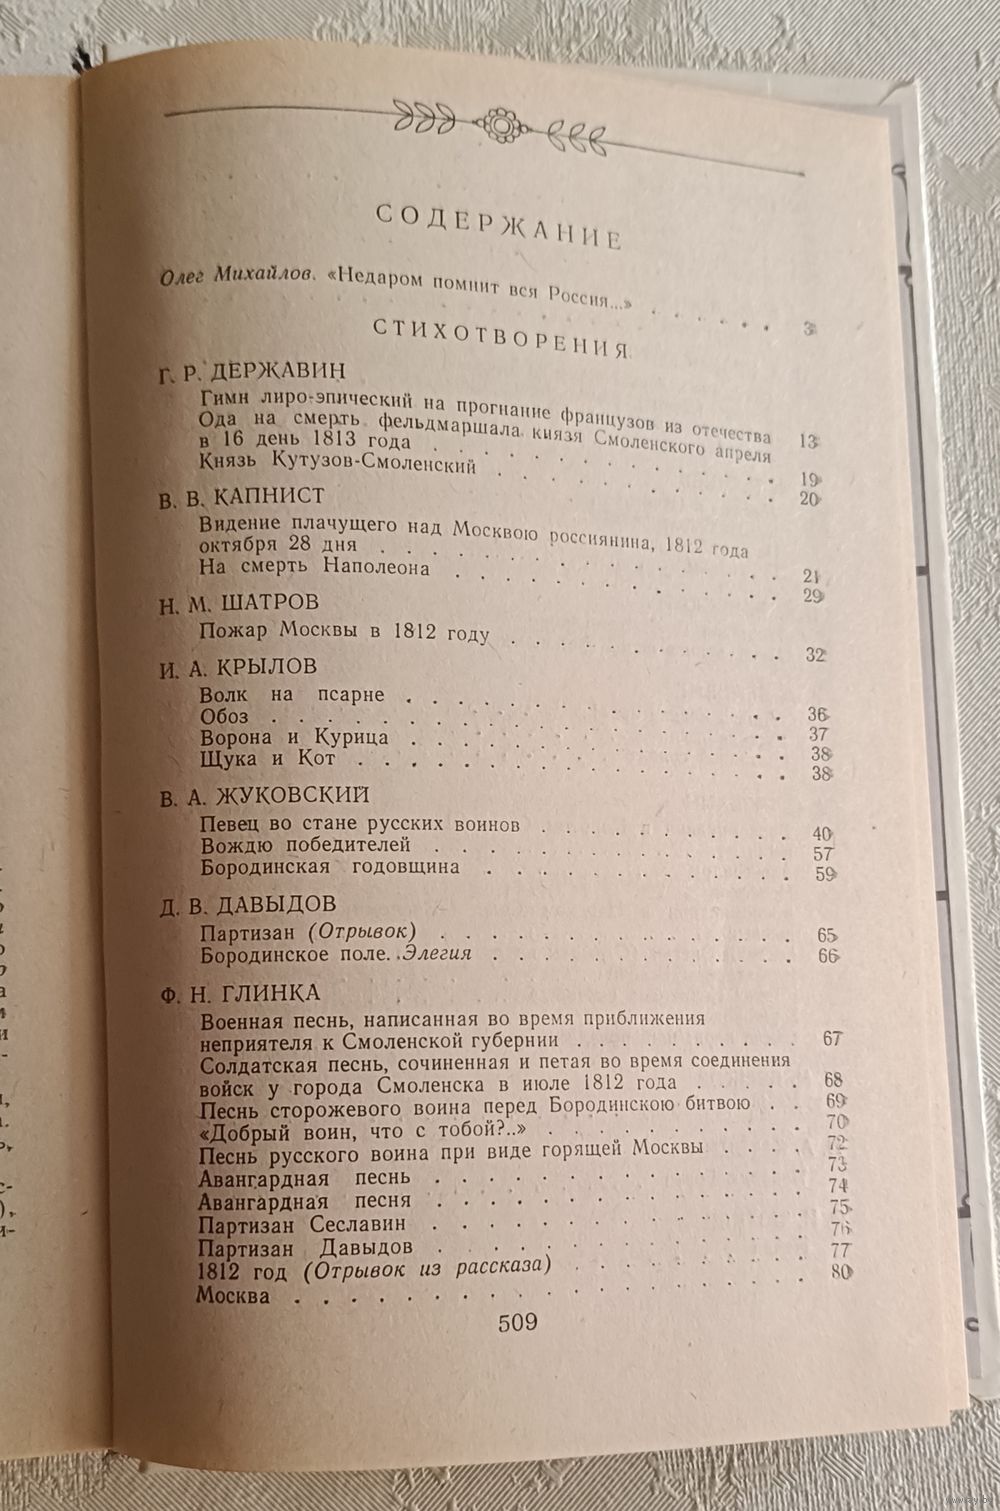 СОДЕРЖАНИЕ
Олег Михайлов. «Недаром помнит вся Россия...» . . . . . . 3
СТИХОТВОРЕНИЯ
Г. Р. ДЕРЖАВИН
Гимн лиро-эпический на прогнание французов из отечества 13
Ода на смерть фельдмаршала князя Смоленского апреля
в 16 день 1813 года . . . . . . . . . . . . 19
Князь Кутузов-Смоленский . . . . . . . . . . . 20
В. В. КАПНИСТ
Видение плачущего над Москвою россиянина, 1812 года
октября 28 дня . . . . . . . . . . . . . 21
На смерть Наполеона . . . . . . . . . . . . 29
Н. М. ШАТРОВ
Пожар Москвы в 1812 году . . . . . . . . . . . 32
И. А. КРЫЛОВ
Волк на псарне . . . . . . . . . . . . . . 36
Обоз . . . . . . . . . . . . . . . . . . . 37
Ворона и Курица . . . . . . . . . . . . . . 38
Щука и Кот . . . . . . . . . . . . . . . . 38
В. А. ЖУКОВСКИЙ
Певец во стане русских воинов . . . . . . . . . . 40
Вождю победителей . . . . . . . . . . . . . 57
Бородинская годовщина . . . . . . . . . . . . 59
Д. В. ДАВЫДОВ
Партизан (Отрывок) . . . . . . . . . . . . . 65
Бородинское поле. Элегия . . . . . . . . . . . . 66
Ф. Н. ГЛИНКА
Военная песнь, написанная во время приближения
неприятеля к Смоленской губернии . . . . . . . . . 67
Солдатская песнь, сочиненная и петая во время соединения
войск у города Смоленска в июле 1812 года . . . . . 68
Песнь сторожевого воина перед Бородинскою битвою . . 69
«Добрый воин, что с тобой?..» . . . . . . . . . . 70
Песнь русского воина при виде горящей Москвы . . . . 72
Авангардная песнь . . . . . . . . . . . . . . 73
Авангардная песня . . . . . . . . . . . . . . 74
Партизан Сеславин . . . . . . . . . . . . . . 75
Партизан Давыдов . . . . . . . . . . . . . . 76
1812 год (Отрывок из рассказа) . . . . . . . . . 77
Москва . . . . . . . . . . . . . . . . . . . 80
509